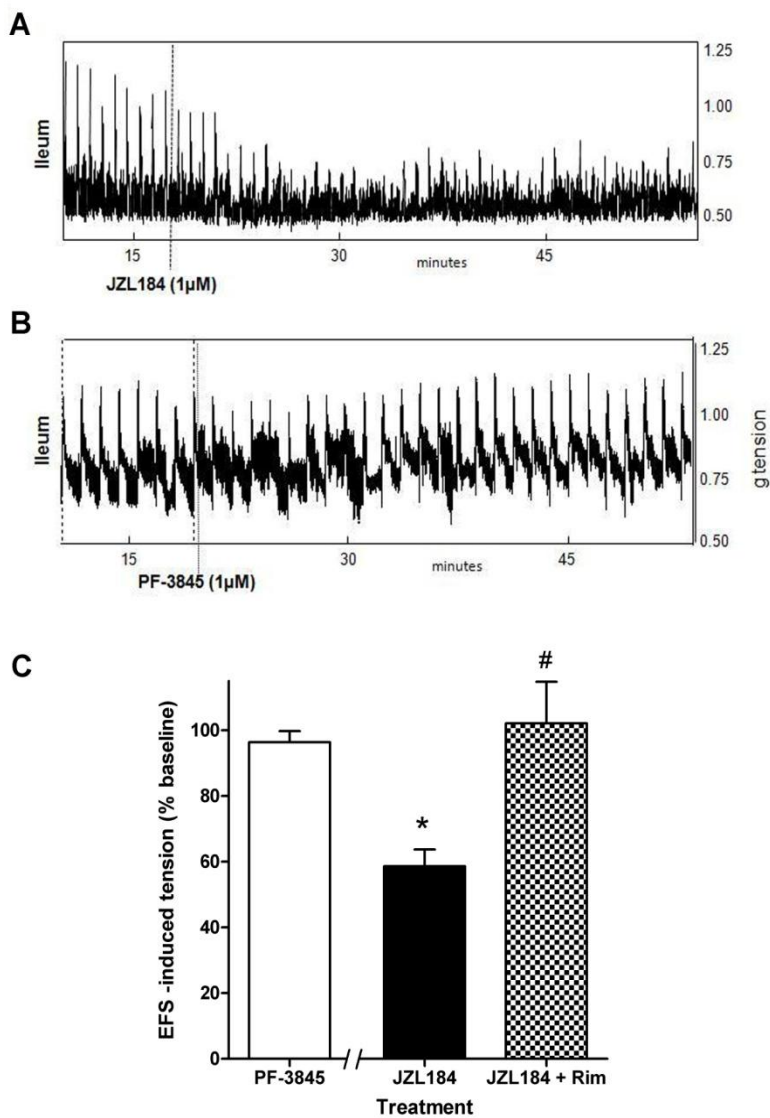 A
Ileum
1.25
1.00
0.75
0.50
15
30
minutes
45
JZL184 (1µM)
B
Ileum
1.25
1.00
0.75
0.50
g tension
15
30
minutes
45
PF-3845 (1µM)
C
EFS -induced tension (% baseline)
100
80
60
40
20
0
*
#
PF-3845
JZL184
JZL184 + Rim
Treatment